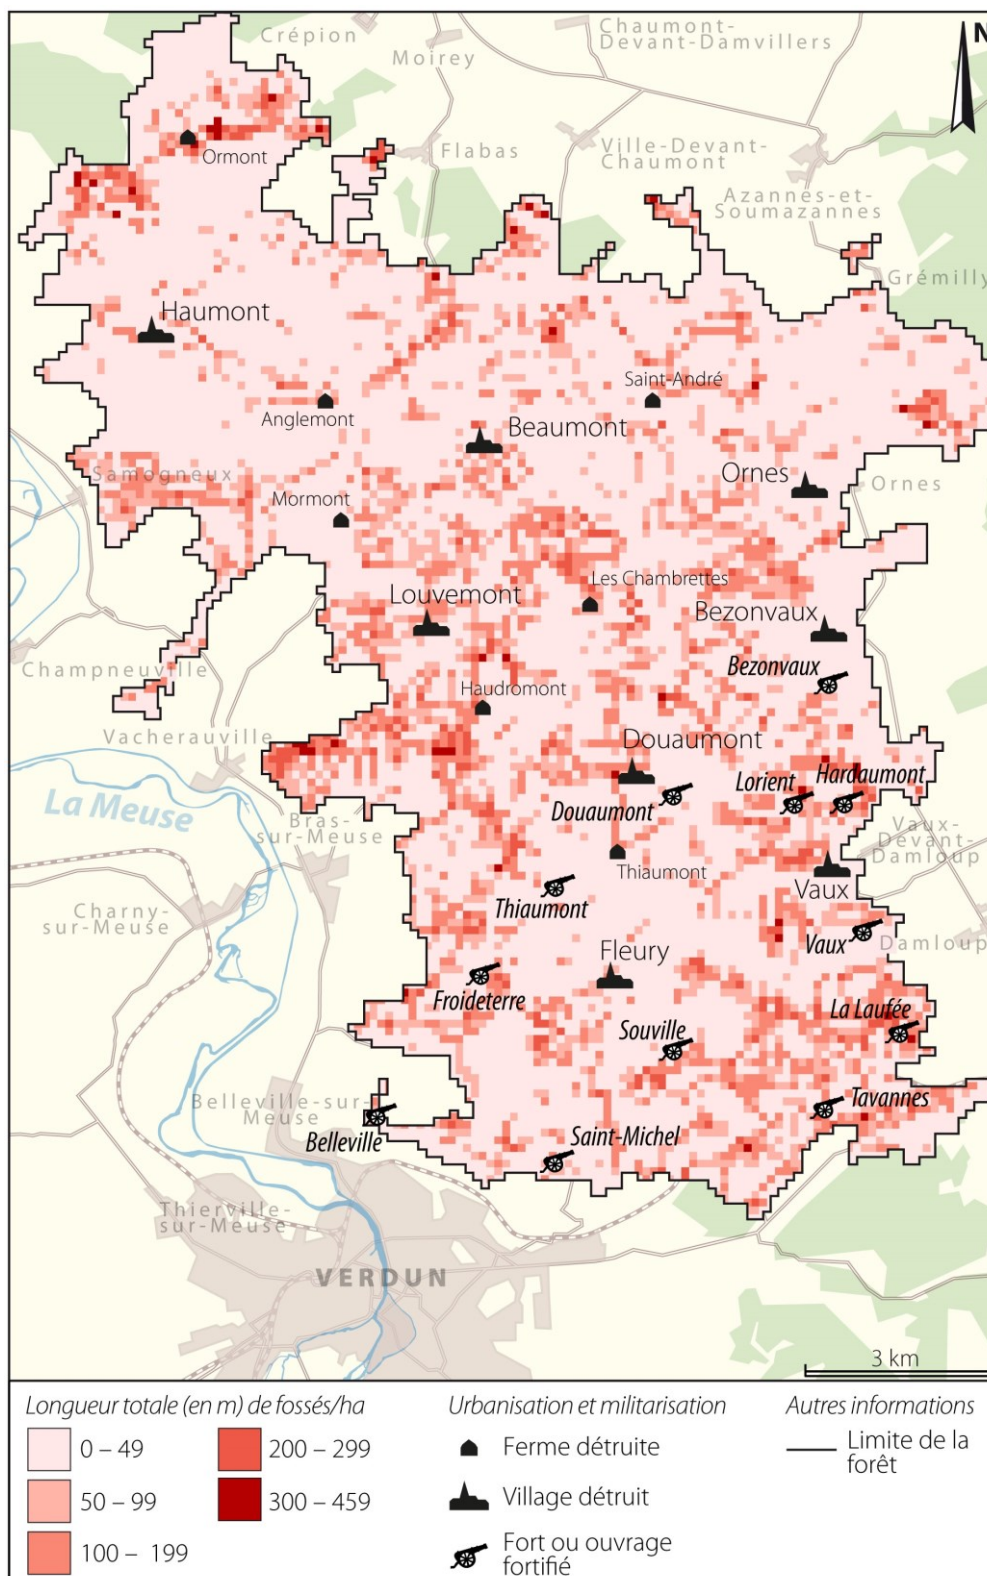 Crépion
Chaumont-
Devant-Damvillers
N
Moirey
Flabas
Ville-Devant-
Chaumont
Ormont
Azannes-et-
Soumazannes
Grémilly
Haumont
Saint-André
Anglemont
Beaumont
Samogneux
Ornes
Ornes
Mormont
Les Chambrettes
Louvemont
Bezonvaux
Champneuville
Bezonvaux
Haudromont
Vacherauville
Douaumont
La Meuse
Lorient
Hardaumont
Douaumont
Bras-
sur-Meuse
Vaux-
Devant-
Damloup
Thiaumont
Vaux
Thiaumont
Charny-
sur-Meuse
Vaux
Damloup
Fleury
Froideterre
La Laufée
Souville
Belleville-sur-
Meuse
Tavannes
Belleville
Saint-Michel
Thierville-
sur-Meuse
VERDUN
3 km
Longueur totale (en m) de fossés/ha
0 – 49
50 – 99
100 – 199
200 – 299
300 – 459
Urbanisation et militarisation
Ferme détruite
Village détruit
Fort ou ouvrage
fortifié
Autres informations
Limite de la
forêt